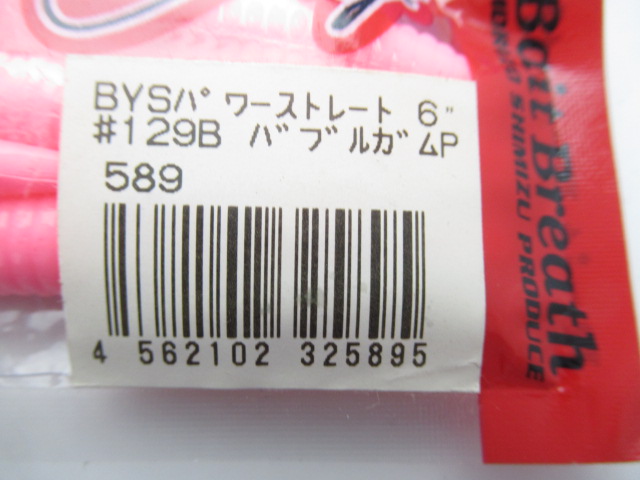 BYSパワーストレート 6"
#129B バブルガムP
589
4 562102 325895
Bait Breath
SHIMIZU PRODUCE